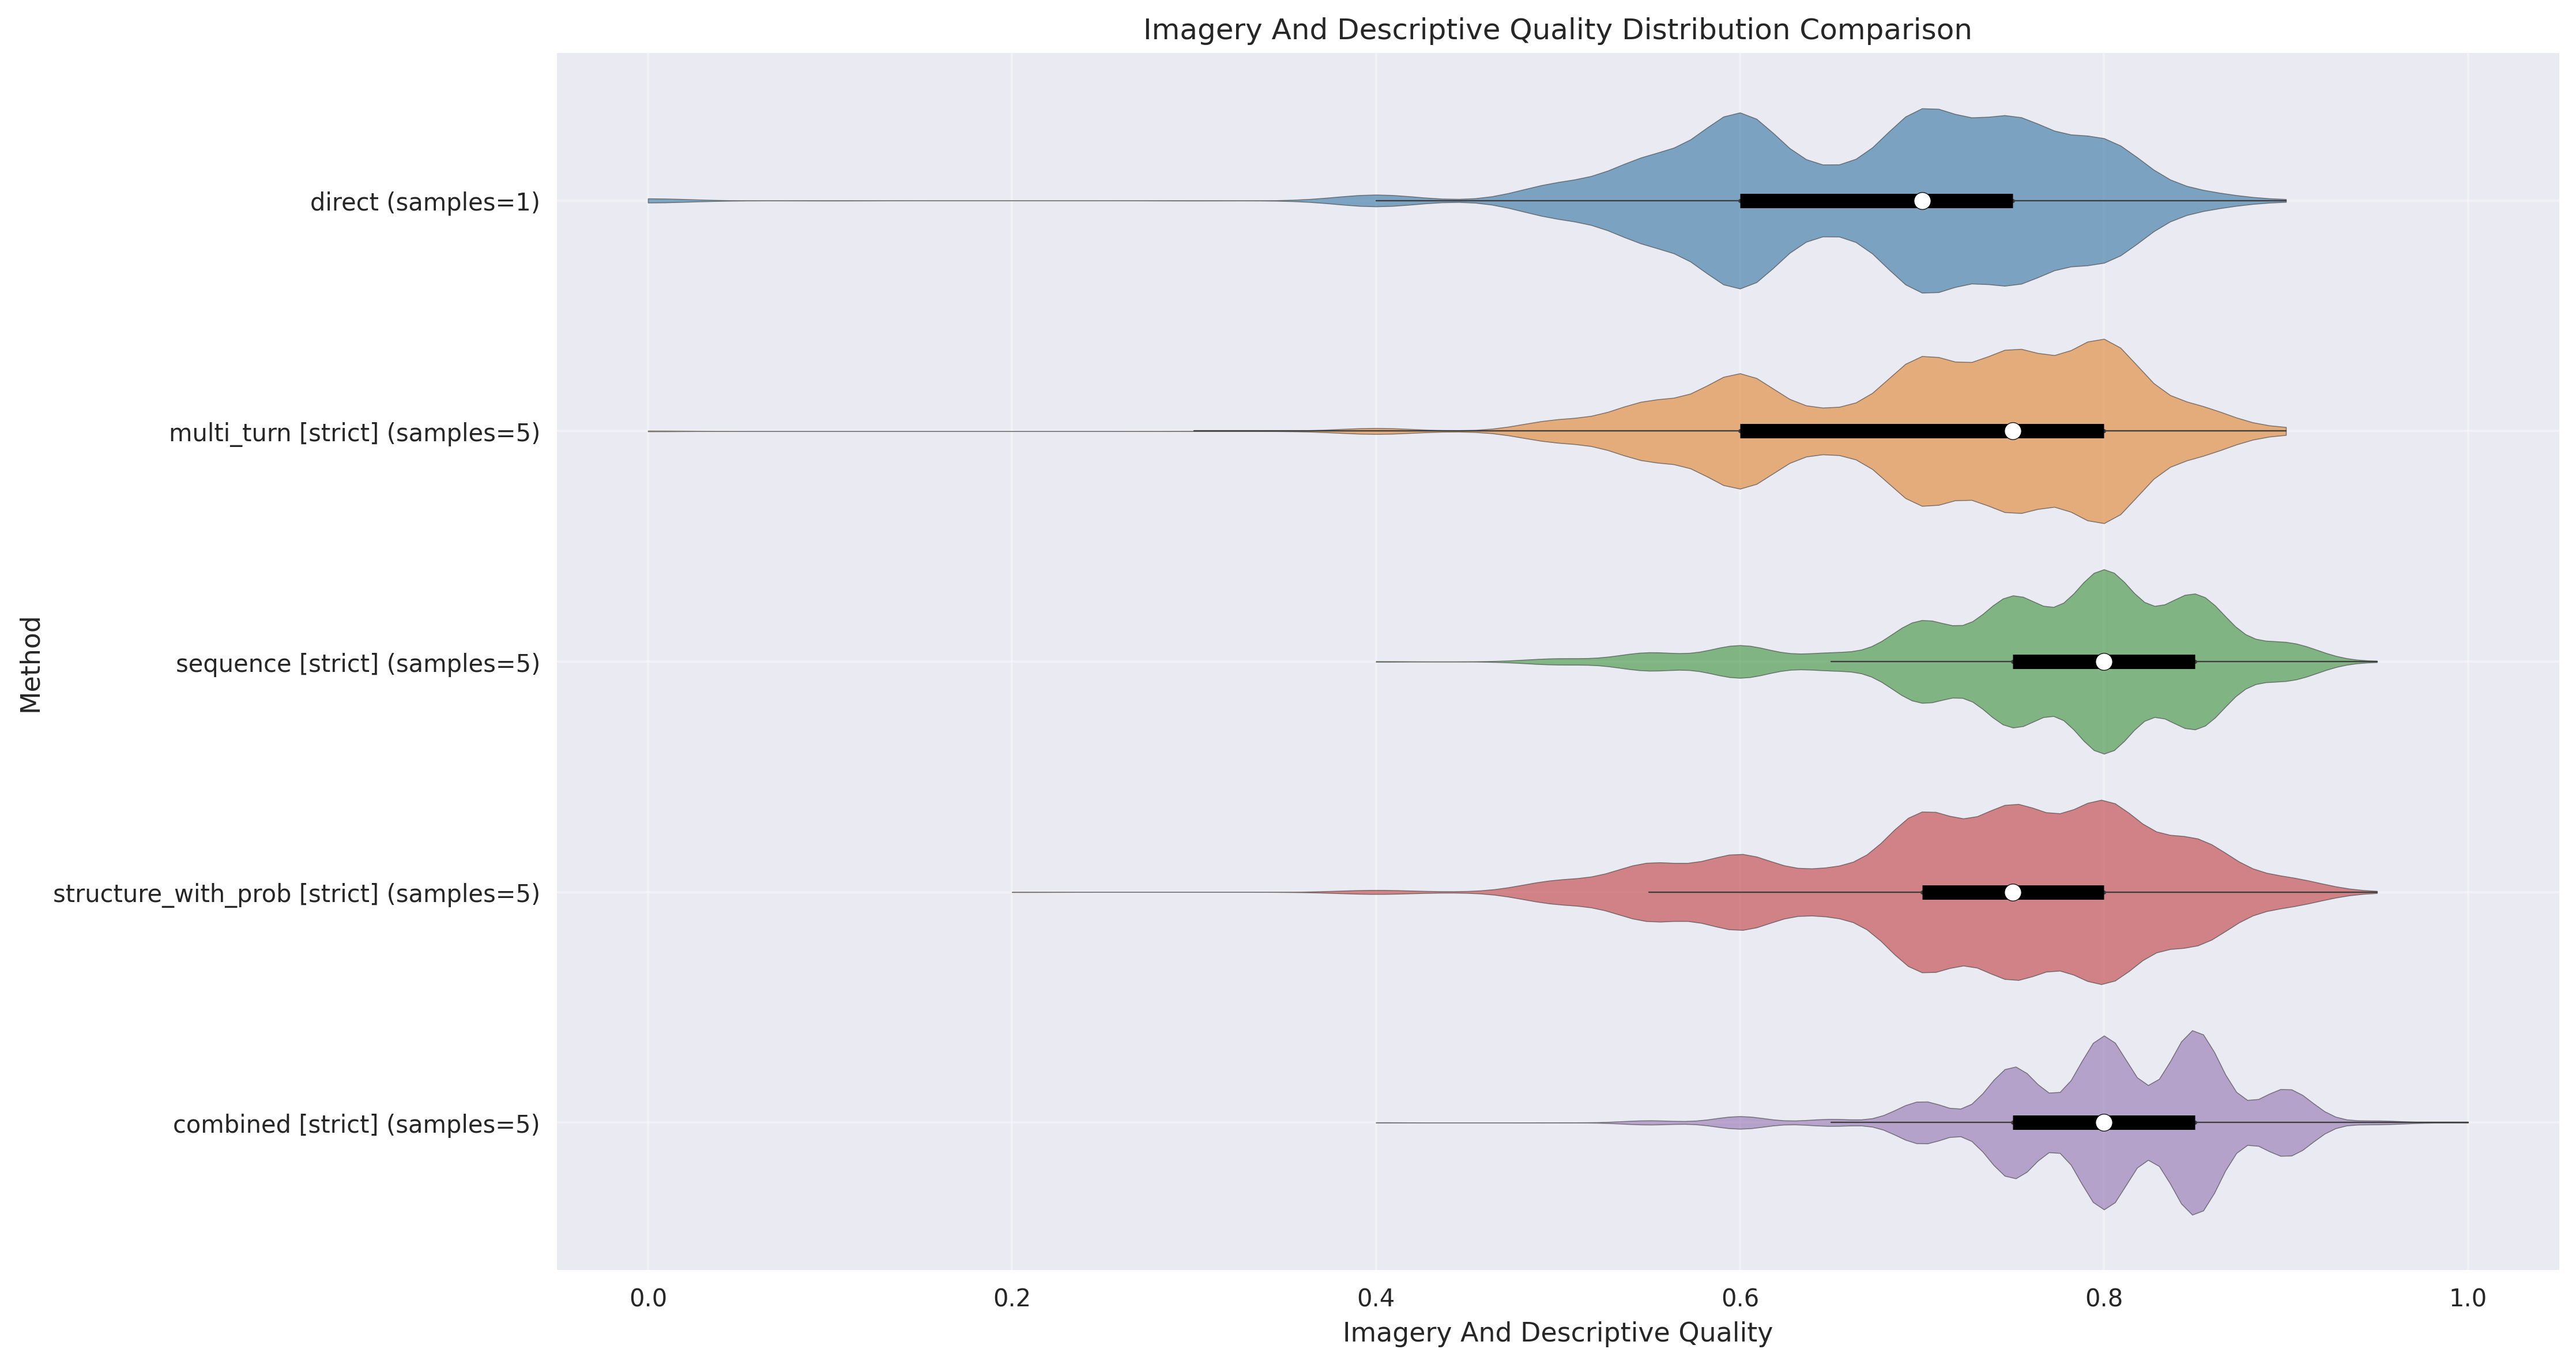 Imagery And Descriptive Quality Distribution Comparison
Method
direct (samples=1)
multi_turn [strict] (samples=5)
sequence [strict] (samples=5)
structure_with_prob [strict] (samples=5)
combined [strict] (samples=5)
0.0 0.2 0.4 0.6 0.8 1.0
Imagery And Descriptive Quality